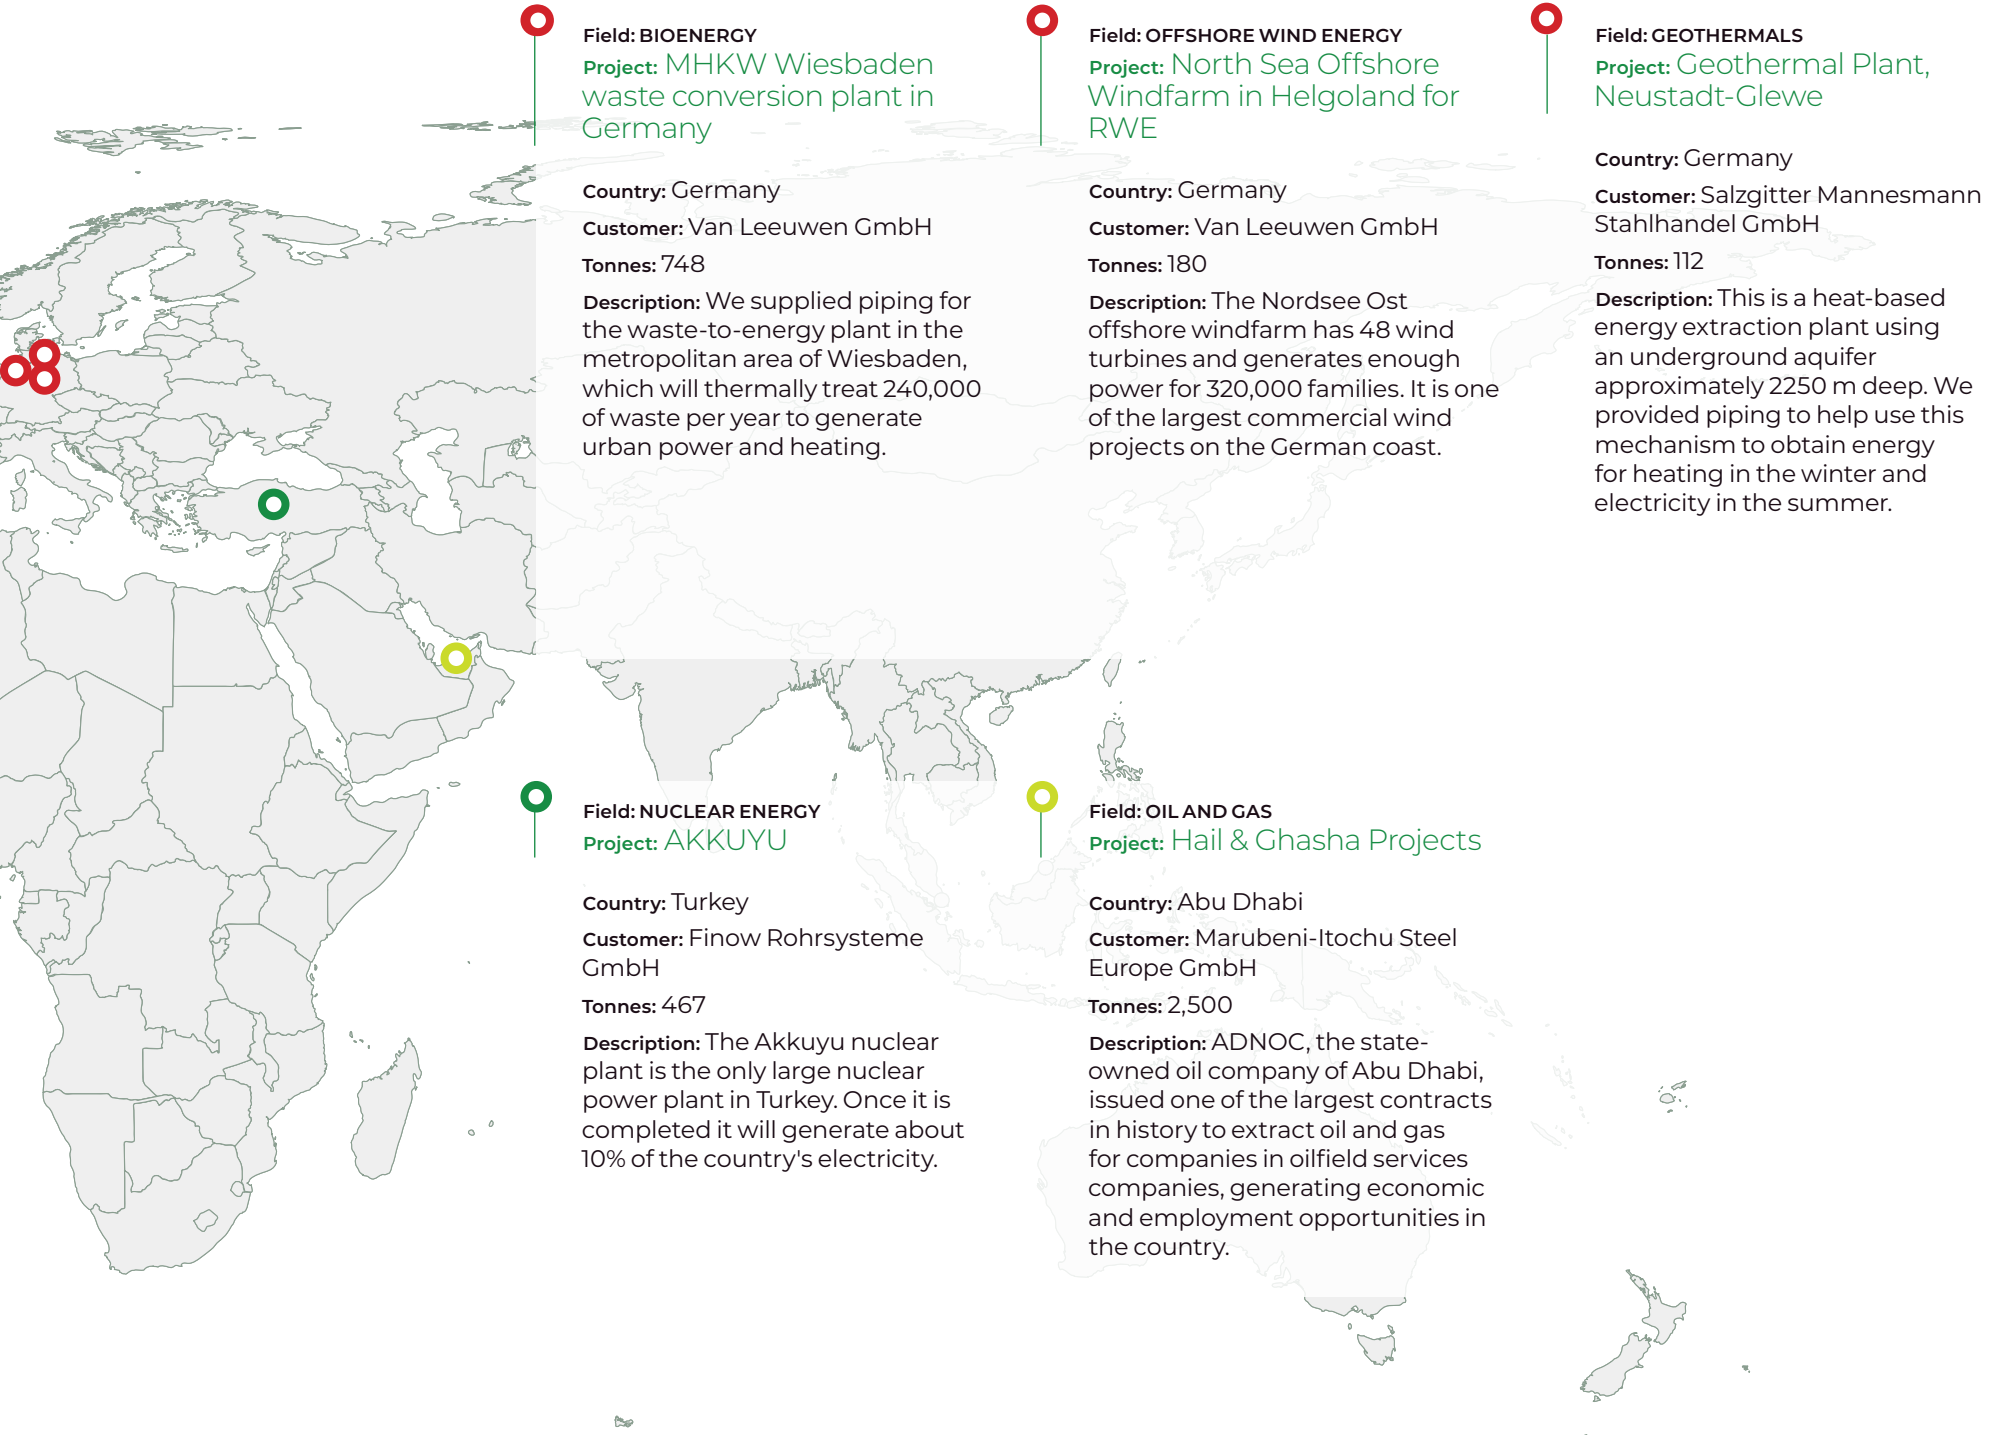 Field: BIOENERGY
Project: MHKW Wiesbaden
waste conversion plant in
Germany
Country: Germany
Customer: Van Leeuwen GmbH
Tonnes: 748
Description: We supplied piping for
the waste-to-energy plant in the
metropolitan area of Wiesbaden,
which will thermally treat 240,000
of waste per year to generate
urban power and heating.
Field: OFFSHORE WIND ENERGY
Project: North Sea Offshore
Windfarm in Helgoland for
RWE
Country: Germany
Customer: Van Leeuwen GmbH
Tonnes: 180
Description: The Nordsee Ost
offshore windfarm has 48 wind
turbines and generates enough
power for 320,000 families. It is one
of the largest commercial wind
projects on the German coast.
Field: GEOTHERMALS
Project: Geothermal Plant,
Neustadt-Glewe
Country: Germany
Customer: Salzgitter Mannesmann
Stahlhandel GmbH
Tonnes: 112
Description: This is a heat-based
energy extraction plant using
an underground aquifer
approximately 2250 m deep. We
provided piping to help use this
mechanism to obtain energy
for heating in the winter and
electricity in the summer.
Field: NUCLEAR ENERGY
Project: AKKUYU
Country: Turkey
Customer: Finow Rohrsysteme
GmbH
Tonnes: 467
Description: The Akkuyu nuclear
plant is the only large nuclear
power plant in Turkey. Once it is
completed it will generate about
10% of the country's electricity.
Field: OIL AND GAS
Project: Hail & Ghasha Projects
Country: Abu Dhabi
Customer: Marubeni-Itochu Steel
Europe GmbH
Tonnes: 2,500
Description: ADNOC, the state-
owned oil company of Abu Dhabi,
issued one of the largest contracts
in history to extract oil and gas
for companies in oilfield services
companies, generating economic
and employment opportunities in
the country.